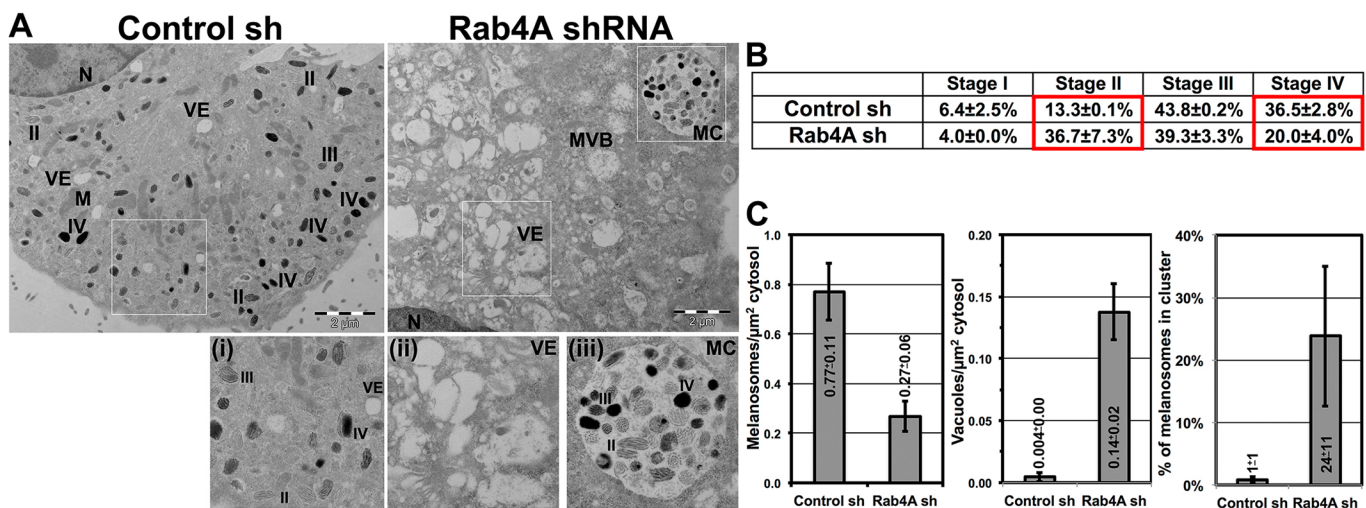 A
Control sh
Rab4A shRNA
N
II
VE
II
III
VE
M
IV
IV
IV
IV
II
2 µm
MVB
MC
VE
N
2 µm
(i)
III
VE
IV
II
(ii)
VE
(iii)
MC
IV
III
II
B
Stage I Stage II Stage III Stage IV
Control sh 6.4±2.5% 13.3±0.1% 43.8±0.2% 36.5±2.8%
Rab4A sh 4.0±0.0% 36.7±7.3% 39.3±3.3% 20.0±4.0%
C
Melanosomes/µm² cytosol
1.0
0.8
0.6
0.4
0.2
0.0
0.77±0.11
0.27±0.06
Control sh Rab4A sh
Vacuoles/µm² cytosol
0.20
0.15
0.10
0.05
0.00
0.004±0.00
0.14±0.02
Control sh Rab4A sh
% of melanosomes in cluster
40%
30%
20%
10%
0%
1±1
24±11
Control sh Rab4A sh